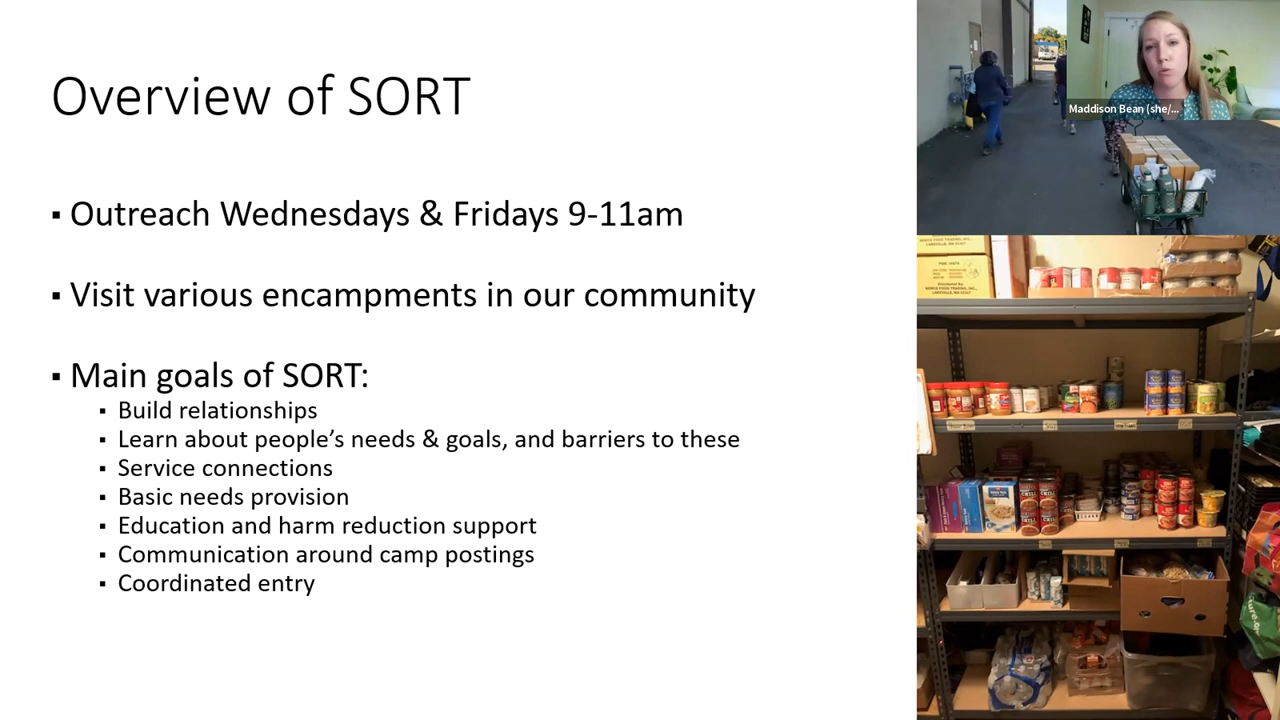 Overview of SORT
▪ Outreach Wednesdays & Fridays 9-11am
▪ Visit various encampments in our community
▪ Main goals of SORT:
▪ Build relationships
▪ Learn about people’s needs & goals, and barriers to these
▪ Service connections
▪ Basic needs provision
▪ Education and harm reduction support
▪ Communication around camp postings
▪ Coordinated entry
Maddison Bean (she/...
CHILI
CHILI